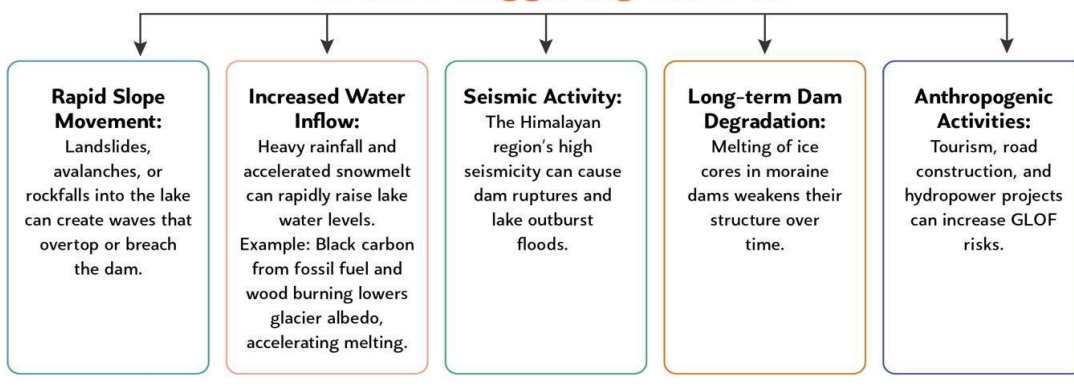 Rapid Slope
Movement:
Landslides,
avalanches, or
rockfalls into the lake
can create waves that
overtop or breach
the dam.
Increased Water
Inflow:
Heavy rainfall and
accelerated snowmelt
can rapidly raise lake
water levels.
Example: Black carbon
from fossil fuel and
wood burning lowers
glacier albedo,
accelerating melting.
Seismic Activity:
The Himalayan
region's high
seismicity can cause
dam ruptures and
lake outburst
floods.
Long-term Dam
Degradation:
Melting of ice
cores in moraine
dams weakens their
structure over
time.
Anthropogenic
Activities:
Tourism, road
construction, and
hydropower projects
can increase GLOF
risks.